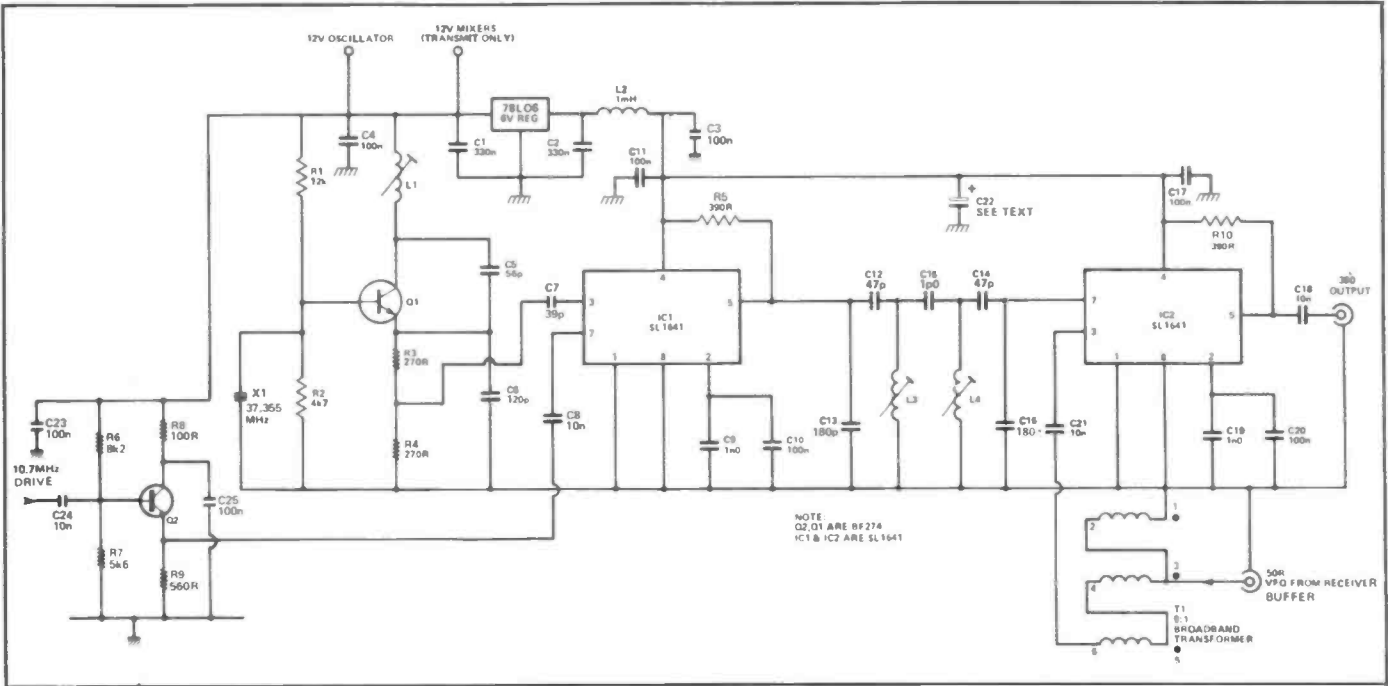 12V OSCILLATOR
12V MIXERS
(TRANSMIT ONLY)
78L06
6V REG
L2
1mH
C3
100n
C4
100n
C1
330n
C2
330n
C11
100n
R1
12k
L1
R5
390R
+
C22
SEE TEXT
C17
100n
R10
390R
C5
56p
Q1
C7
39p
3
7
4
5
IC1
SL1641
1
8
2
C12
47p
1p0
C14
47p
7
3
4
5
IC2
SL1641
1
8
2
C18
10n
OUTPUT
R3
270R
X1
37,355
MHz
R2
4k7
C6
120p
L3
L4
C23
100n
R6
8k2
R8
100R
R4
270R
C8
10n
C9
1n0
C10
100n
C13
180p
180
C21
10n
C19
1n0
C20
100n
10.7MHz
DRIVE
C24
10n
Q2
C25
100n
R7
5k6
R9
560R
NOTE:
Q2,Q1 ARE BF274
IC1 & IC2 ARE SL1641
1
2
3
4
50R
VFO FROM RECEIVER
BUFFER
T1
BROADBAND
TRANSFORMER
6
5